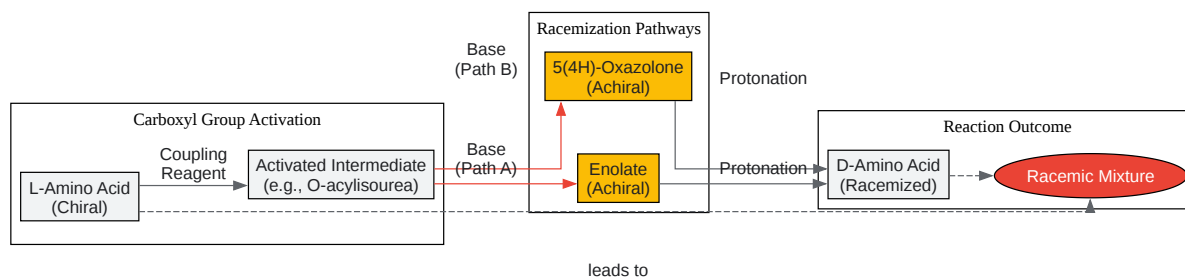 Racemization Pathways
Base
(Path B)
5(4H)-Oxazolone
(Achiral)
Protonation
Carboxyl Group Activation
Reaction Outcome
Coupling
Reagent
L-Amino Acid
(Chiral)
Activated Intermediate
(e.g., O-acylisourea)
Base
(Path A)
Enolate
(Achiral)
Protonation
D-Amino Acid
(Racemized)
Racemic Mixture
leads to